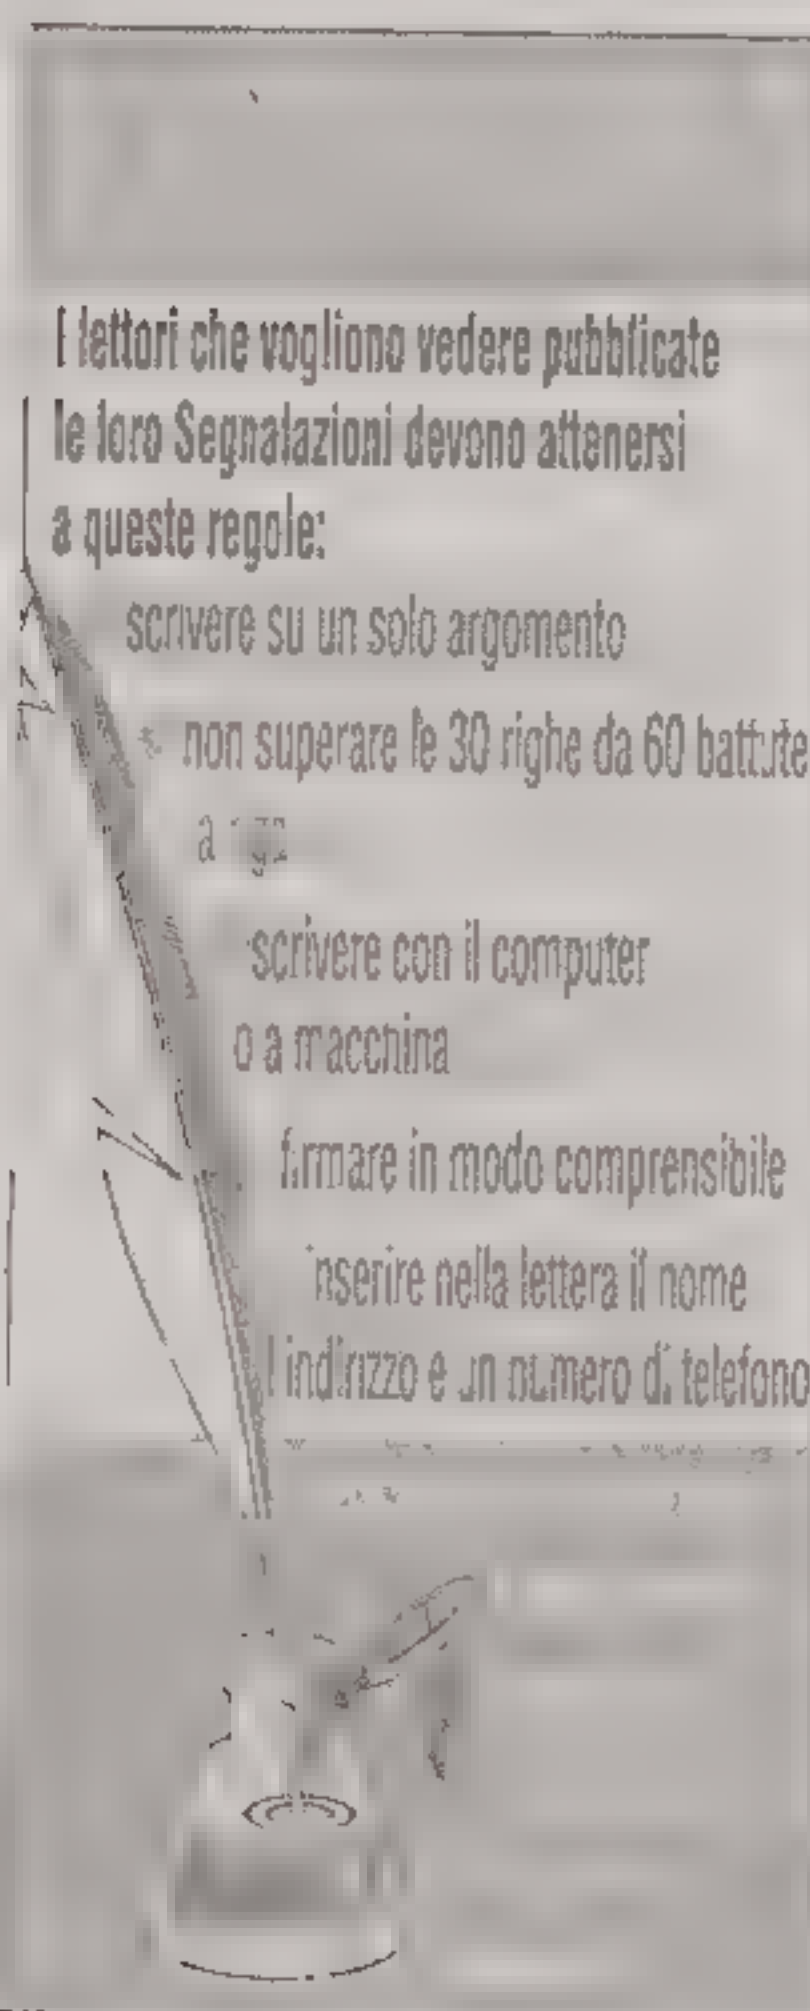 I lettori che vogliono vedere pubblicate
le loro Segnalazioni devono attenersi
a queste regole:
scrivere su un solo argomento
non superare le 30 righe da 60 battute
a
scrivere con il computer
o a macchina
firmare in modo comprensibile
inserire nella lettera il nome
l indirizzo e un numero di telefono